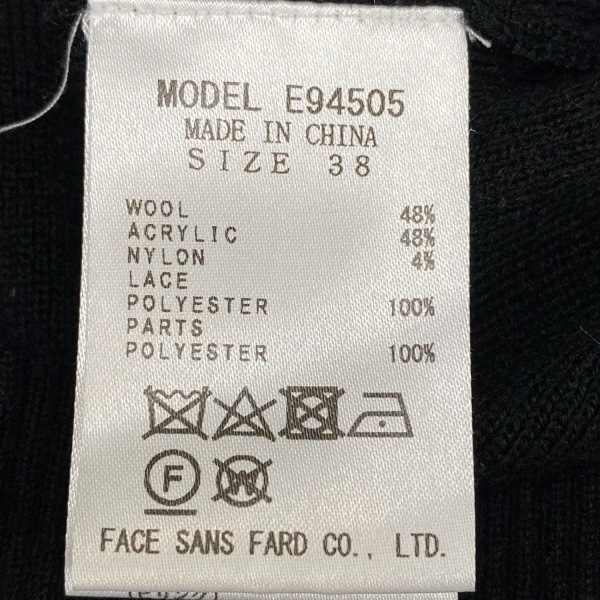 MODEL E94505
MADE IN CHINA
SIZE 38
WOOL 48%
ACRYLIC 48%
NYLON 4%
LACE
POLYESTER 100%
PARTS
POLYESTER 100%
F W
FACE SANS FARD CO., LTD.